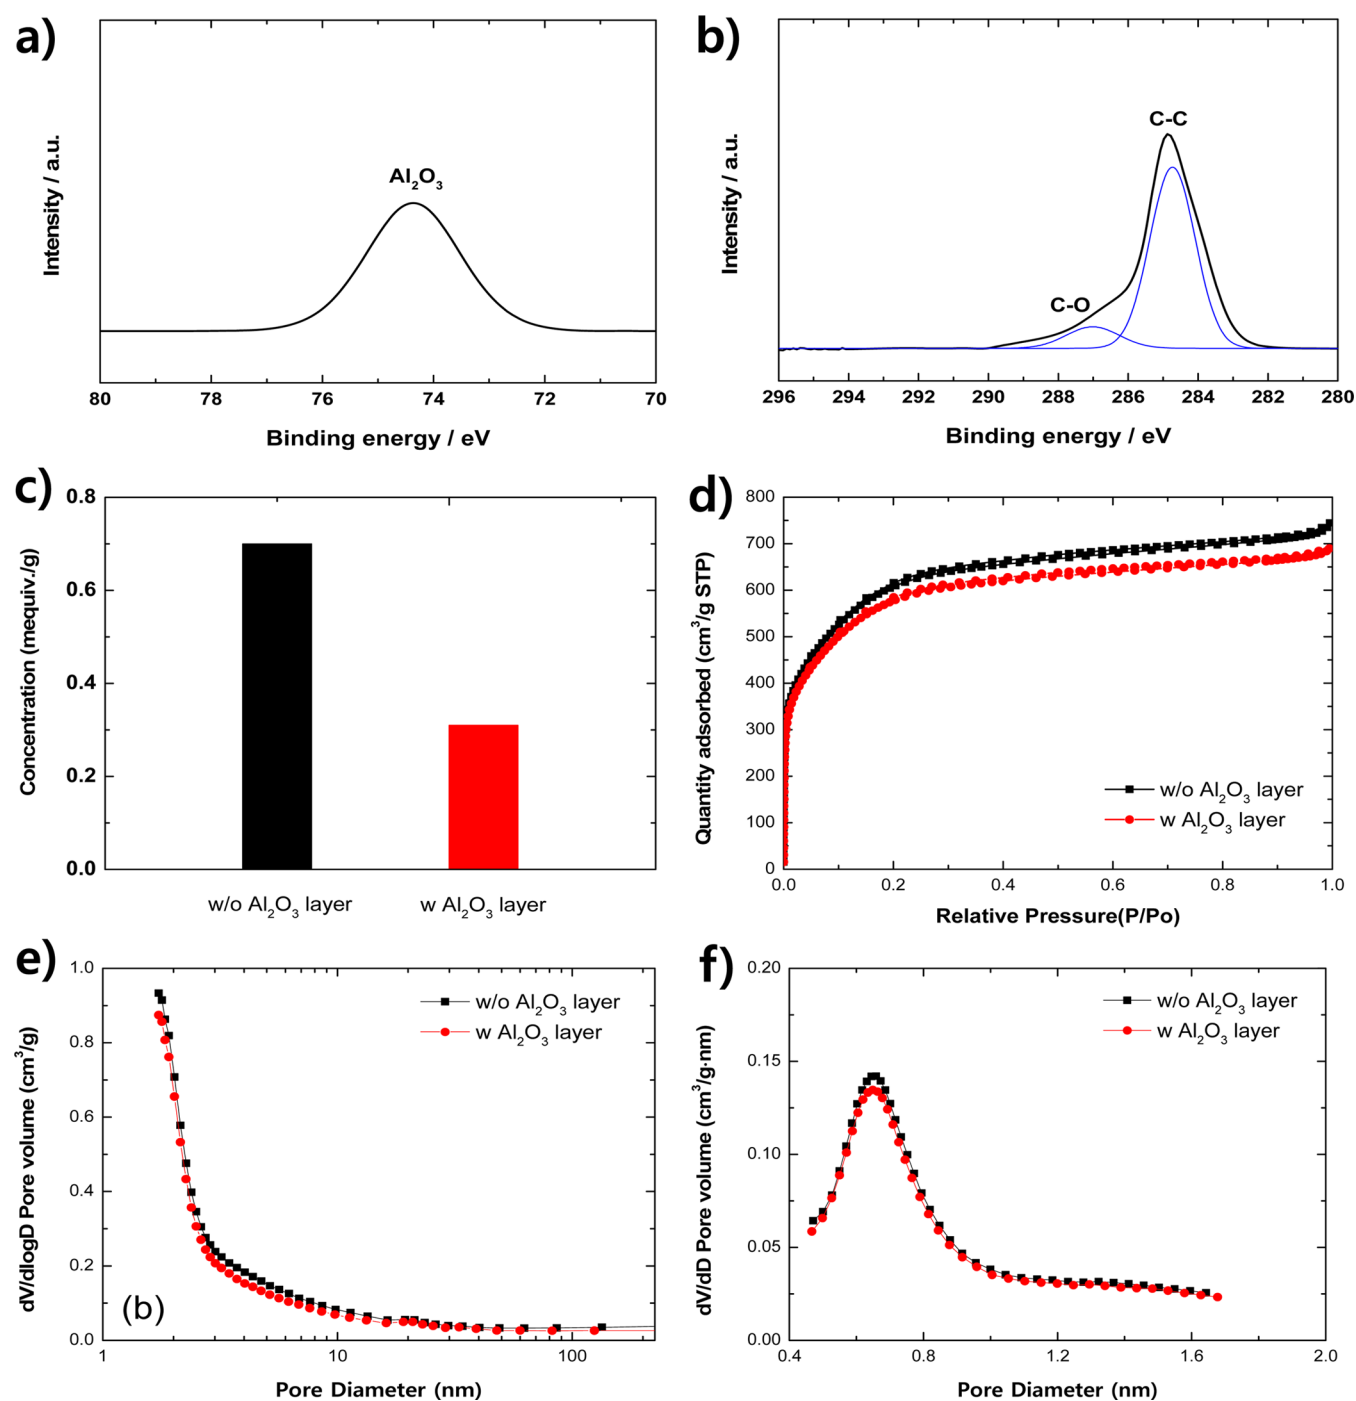 a)
Intensity / a.u.
Al₂O₃
80 78 76 74 72 70
Binding energy / eV
b)
Intensity / a.u.
C-C
C-O
296 294 292 290 288 286 284 282 280
Binding energy / eV
c)
Concentration (mequiv./g)
0.8
0.6
0.4
0.2
0.0
w/o Al₂O₃ layer
w Al₂O₃ layer
d)
Quantity adsorbed (cm³/g STP)
800
700
600
500
400
300
200
100
0
w/o Al₂O₃ layer
w Al₂O₃ layer
0.0 0.2 0.4 0.6 0.8 1.0
Relative Pressure(P/Po)
e)
dV/dlogD Pore volume (cm³/g)
1.0
0.8
0.6
0.4
0.2
0.0
w/o Al₂O₃ layer
w Al₂O₃ layer
(b)
1 10 100
Pore Diameter (nm)
f)
dV/dD Pore volume (cm³/g·nm)
0.20
0.15
0.10
0.05
0.00
w/o Al₂O₃ layer
w Al₂O₃ layer
0.4 0.8 1.2 1.6 2.0
Pore Diameter (nm)